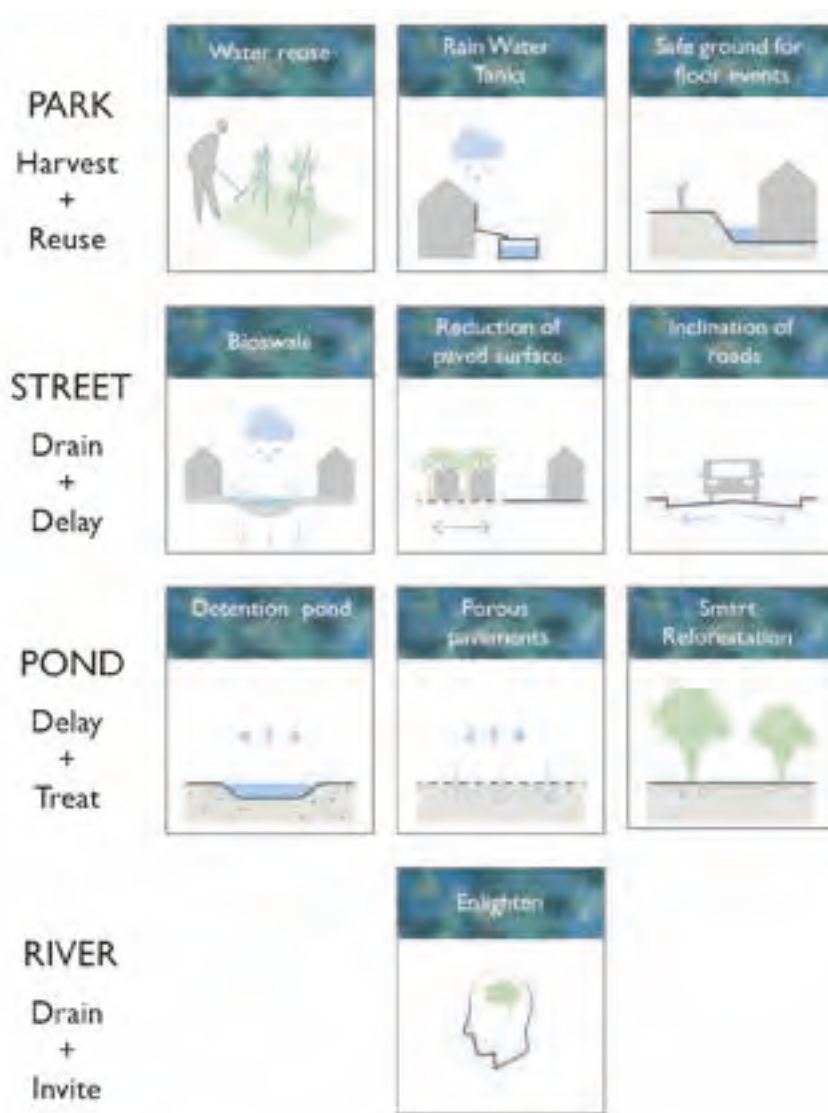 PARK
Harvest
+
Reuse
Water reuse
Rain Water
Tanks
Safe ground for
floor events
STREET
Drain
+
Delay
Bioswale
Reduction of
paved surface
Inclination of
roads
POND
Delay
+
Treat
Detention pond
Porous
pavements
Smart
Reforestation
RIVER
Drain
+
Invite
Enlighten